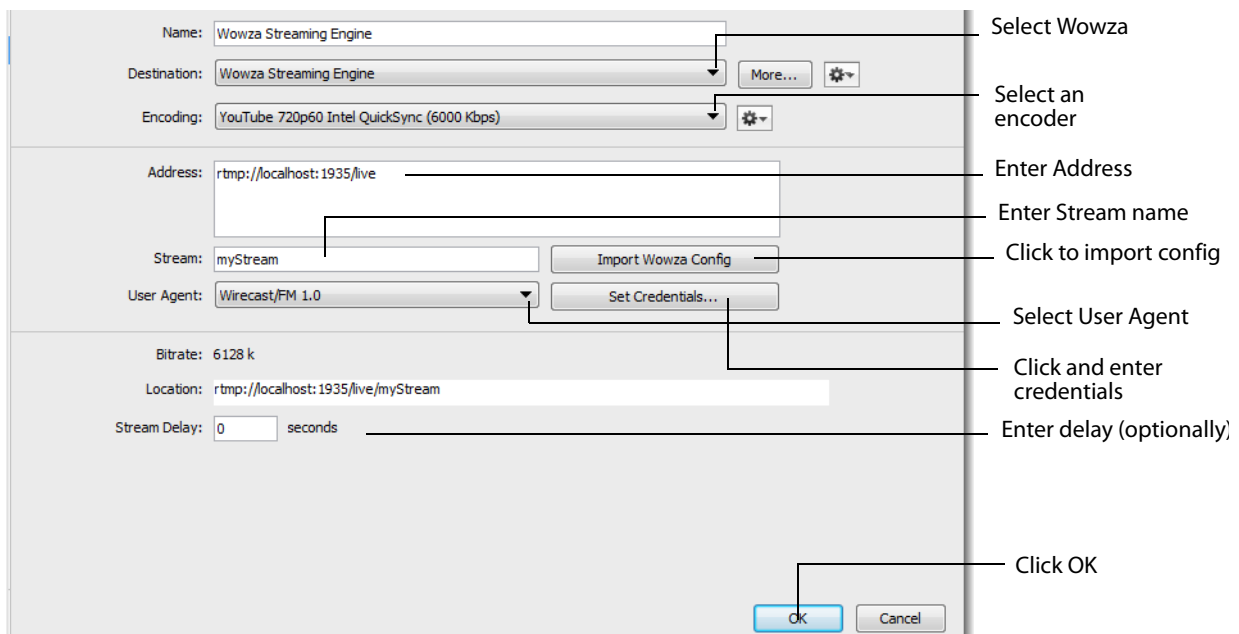 Name: Wowza Streaming Engine
Select Wowza
Destination: Wowza Streaming Engine More...
Encoding: YouTube 720p60 Intel QuickSync (6000 Kbps)
Select an
encoder
Address: rtmp://localhost:1935/live
Enter Address
Enter Stream name
Stream: myStream Import Wowza Config
Click to import config
User Agent: Wirecast/FM 1.0 Set Credentials...
Select User Agent
Bitrate: 6128 k
Click and enter
credentials
Location: rtmp://localhost:1935/live/myStream
Stream Delay: 0 seconds
Enter delay (optionally)
Click OK
OK Cancel